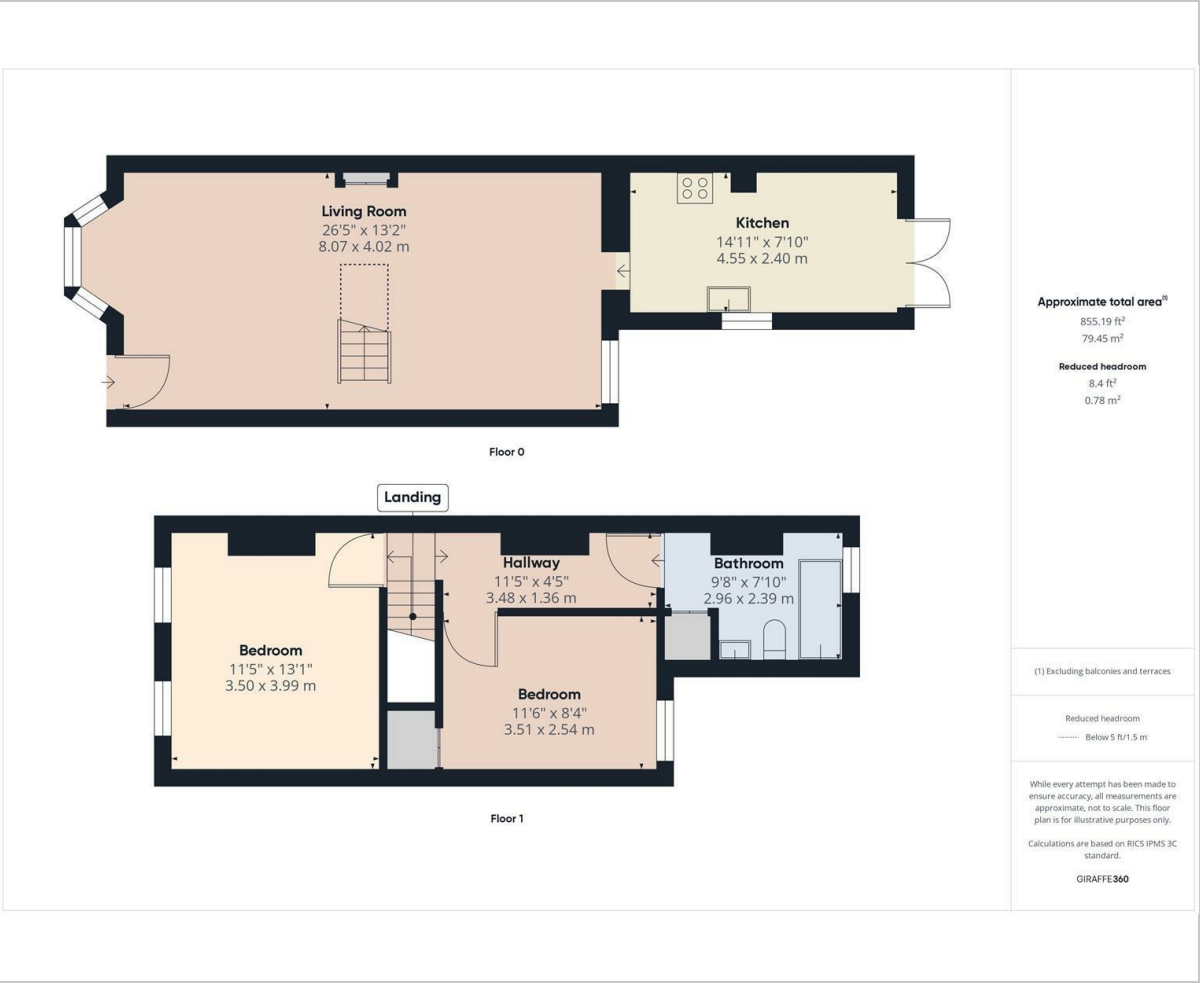 Living Room
26'5" x 13'2"
8.07 x 4.02 m
Kitchen
14'11" x 7'10"
4.55 x 2.40 m
Floor 0
Landing
Hallway
11'5" x 4'5"
3.48 x 1.36 m
Bathroom
9'8" x 7'10"
2.96 x 2.39 m
Bedroom
11'5" x 13'1"
3.50 x 3.99 m
Bedroom
11'6" x 8'4"
3.51 x 2.54 m
Floor 1
Approximate total area(1)
855.19 ft²
79.45 m²
Reduced headroom
8.4 ft²
0.78 m²
(1) Excluding balconies and terraces
Reduced headroom
Below 5 ft/1.5 m
While every attempt has been made to
ensure accuracy, all measurements are
approximate, not to scale. This floor
plan is for illustrative purposes only.
Calculations are based on RICS IPMS 3C
standard.
GIRAFFE360